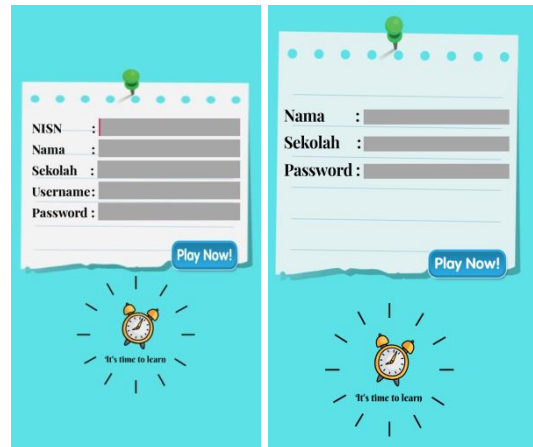 NISN :
Nama :
Sekolah :
Username:
Password :
Play Now!
It's time to learn
Nama :
Sekolah :
Password :
Play Now!
It's time to learn